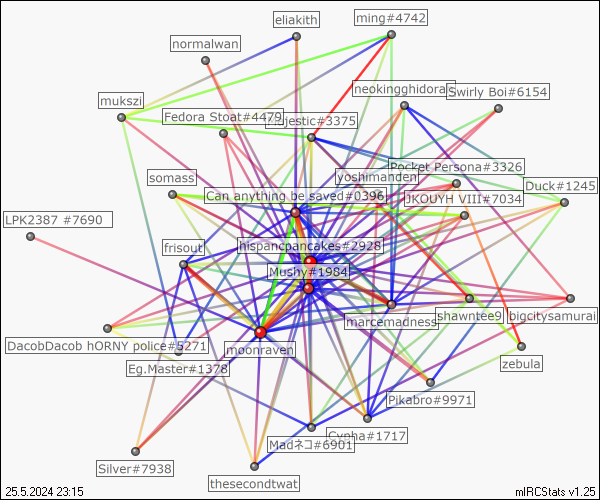 eliakith
ming#4742
normalwan
neokingghidorah
Swirly Boi#6154
mukszi
Fedora Stoat#4479
Majestic#3375
Pocket Persona#3326
yoshimanden
somass
Duck#1245
Can anything be saved#0396
JKOUYH VIII#7034
LPK2387 #7690
frisout
hispancpancakes#2928
Mushy#1984
marcemadness
shawntee9
bigcitysamurai
DacobDacob hORNY police#5271
moonraven
zebula
Eg.Master#1378
Pikabro#9971
Cypha#1717
Madネコ#6901
Silver#7938
thesecondtwat
25.5.2024 23:15
mIRCStats v1.25